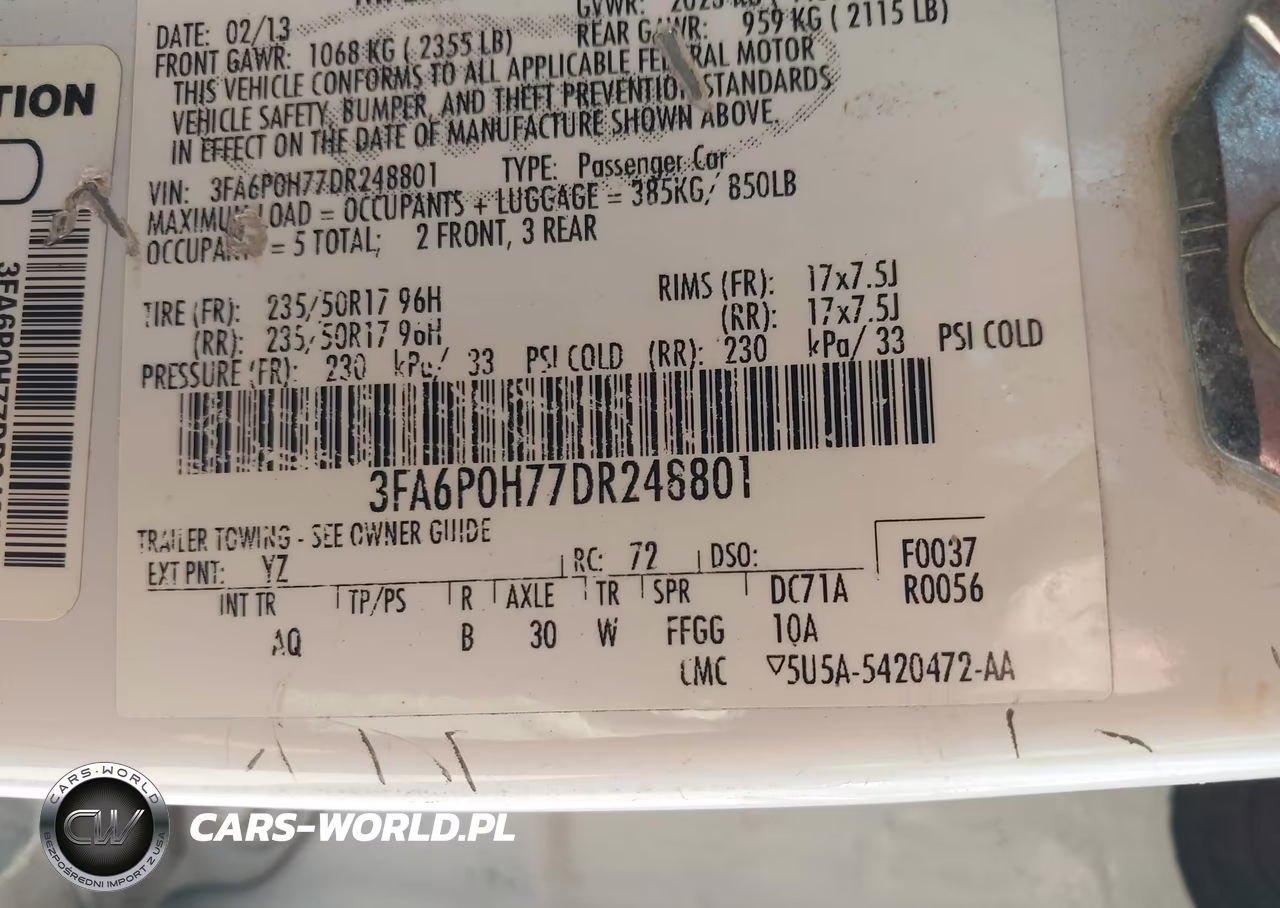 DATE: 02/13
FRONT GAWR: 1068 KG ( 2355 LB)
REAR GAWR: 959 KG ( 2115 LB)
THIS VEHICLE CONFORMS TO ALL APPLICABLE FEDERAL MOTOR
VEHICLE SAFETY, BUMPER, AND THEFT PREVENTION STANDARDS
IN EFFECT ON THE DATE OF MANUFACTURE SHOWN ABOVE.
VIN: 3FA6P0H77DR248801 TYPE: Passenger Car
MAXIMUM LOAD = OCCUPANTS + LUGGAGE = 385KG/ 850LB
OCCUPANTS = 5 TOTAL; 2 FRONT, 3 REAR
TIRE (FR): 235/50R17 96H RIMS (FR): 17x7.5J
(RR): 235/50R17 96H (RR): 17x7.5J
PRESSURE (FR): 230 kPa/ 33 PSI COLD (RR): 230 kPa/ 33 PSI COLD
3FA6P0H77DR248801
TRAILER TOWING - SEE OWNER GUIDE
EXT PNT: YZ RC: 72 DSO: F0037
INT TR TP/PS R AXLE TR SPR DC71A R0056
AQ B 30 W FFGG 10A
CMC ▽5U5A-5420472-AA
TION
CARS-WORLD
CW
BEZPOŚREDNI IMPORT Z USA
CARS-WORLD.PL